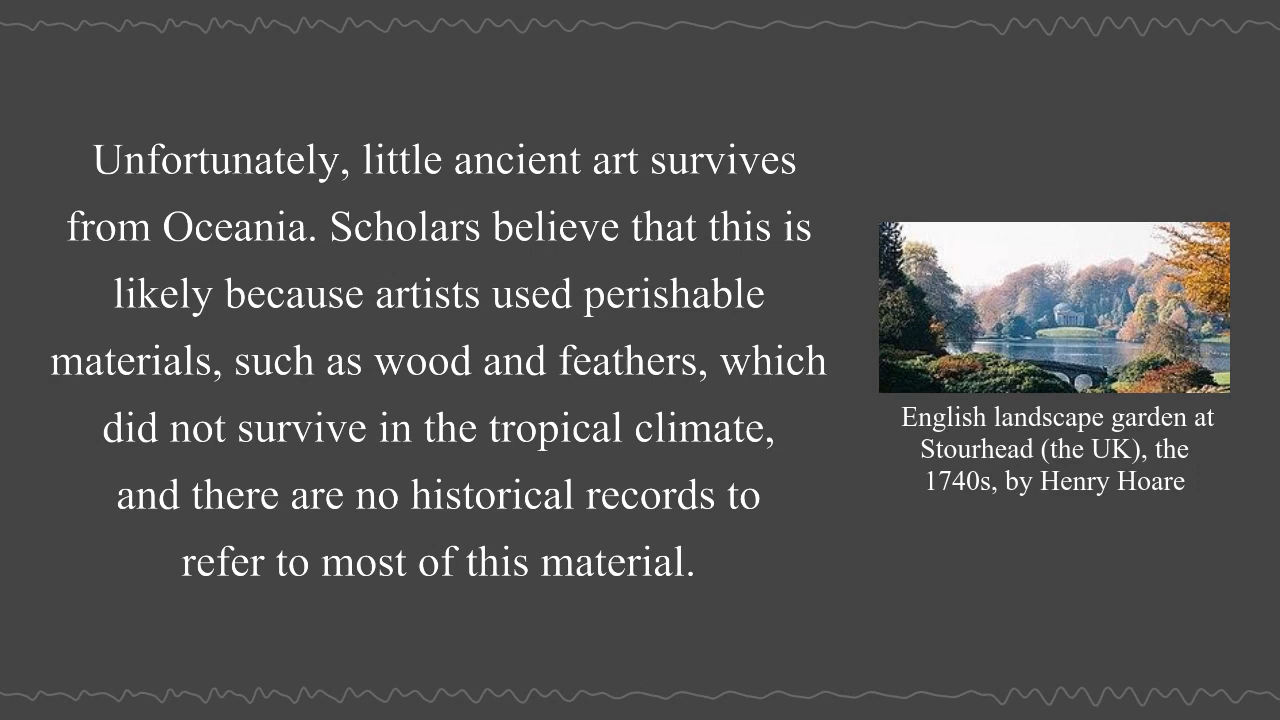 Unfortunately, little ancient art survives
from Oceania. Scholars believe that this is
likely because artists used perishable
materials, such as wood and feathers, which
did not survive in the tropical climate,
and there are no historical records to
refer to most of this material.
English landscape garden at
Stourhead (the UK), the
1740s, by Henry Hoare